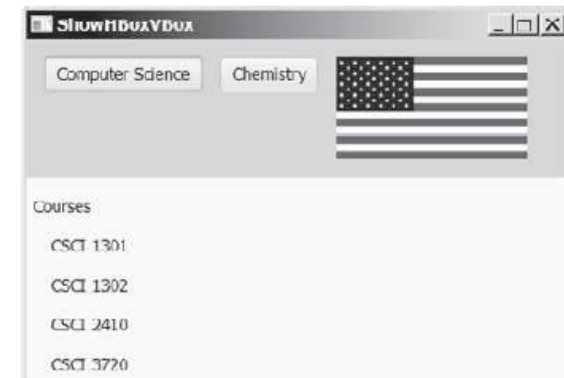 ShowHBoxVBox
Computer Science
Chemistry
Courses
CSCI 1301
CSCI 1302
CSCI 2410
CSCI 3720